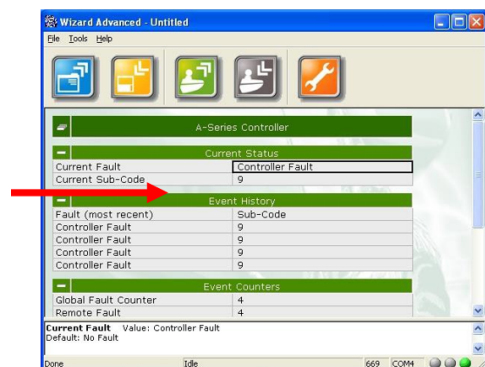 Wizard Advanced - Untitled
File Tools Help
A-Series Controller
Current Status
Current Fault Controller Fault
Current Sub-Code 9
Event History
Fault (most recent) Sub-Code
Controller Fault 9
Controller Fault 9
Controller Fault 9
Controller Fault 9
Event Counters
Global Fault Counter 4
Remote Fault 4
Current Fault Value: Controller Fault
Default: No Fault
Done Idle 669 COM4